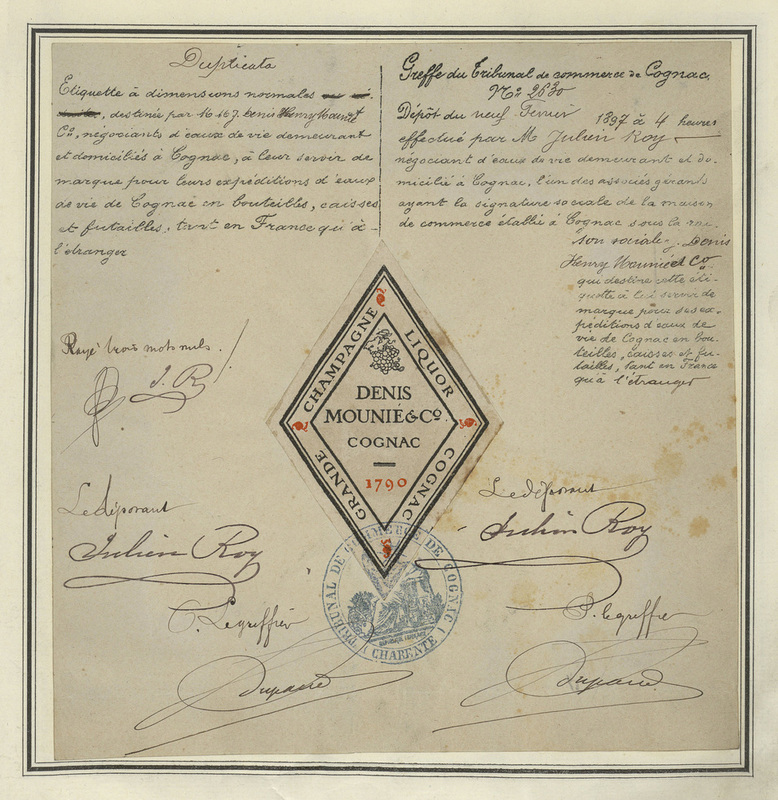 Duplicata
Etiquette à dimensions normales
, destinée par M M J. Denis Henry Mounié
Co, négociants d'eaux de vie demeurant
et domiciliés à Cognac, à leur servir de
marque pour leurs expéditions d'eaux
de vie de Cognac en bouteilles, caisses
et futailles, tant en France qu'à
l'étranger
Rayé trois mots nuls.
J. R
Le déposant
Julien Roy
P. Le greffier
Greffe du Tribunal de commerce de Cognac.
No 2630
Dépôt du neuf Février 1897 à 4 heures
effectué par M Julien Roy
négociant d'eaux de vie demeurant et do-
micilié à Cognac, l'un des associés gérants
ayant la signature sociale de la maison
de commerce établie à Cognac sous la rai-
son sociale J. Denis
Henry Mounié et Co
qui destine cette éti-
quette à lui servir de
marque pour ses ex-
péditions d'eaux de
vie de Cognac en bou-
teilles, caisses et fu-
tailles, tant en France
qu'à l'étranger
Le déposant
Julien Roy
P. le greffier
GRANDE CHAMPAGNE
LIQUOR COGNAC
DENIS
MOUNIÉ & Co.
COGNAC
1790
TRIBUNAL DE COMMERCE DE COGNAC
(CHARENTE)